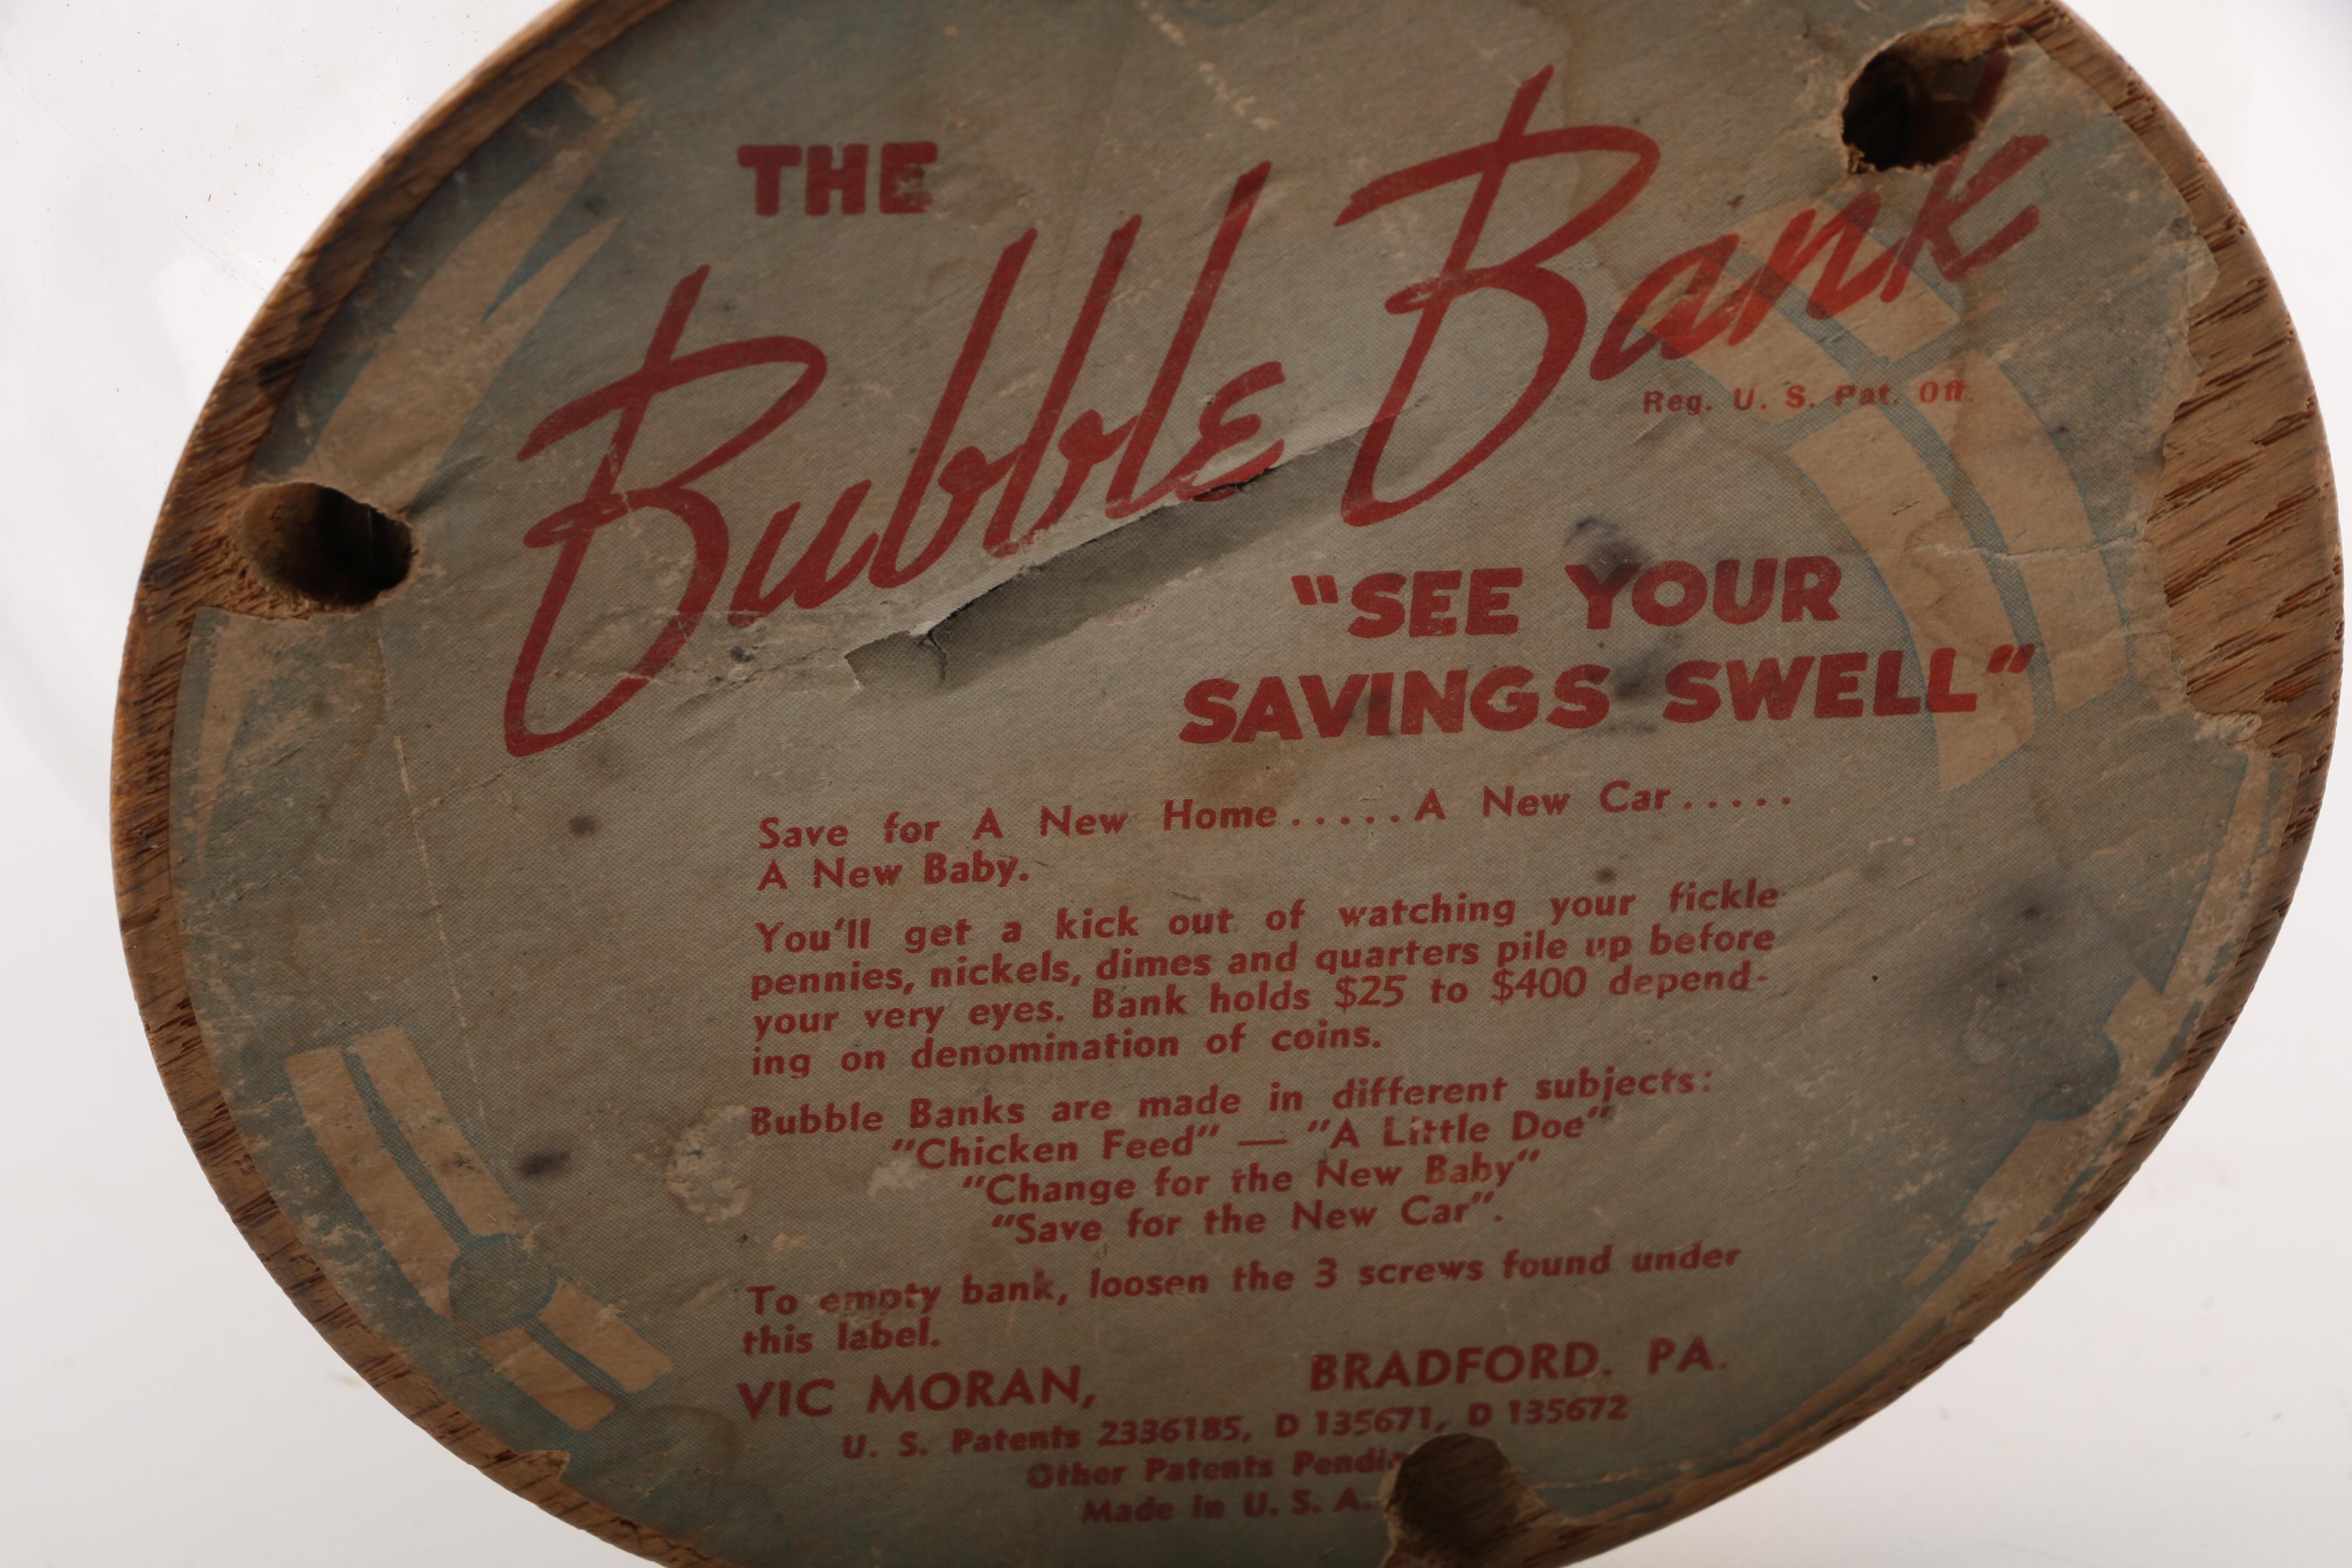 THE
Bubble Bank
Reg. U. S. Pat. Off.
"SEE YOUR
SAVINGS SWELL"
Save for A New Home.....A New Car.....
A New Baby.
You'll get a kick out of watching your fickle
pennies, nickels, dimes and quarters pile up before
your very eyes. Bank holds $25 to $400 depend-
ing on denomination of coins.
Bubble Banks are made in different subjects:
"Chicken Feed" — "A Little Doe"
"Change for the New Baby"
"Save for the New Car".
To empty bank, loosen the 3 screws found under
this label.
VIC MORAN, BRADFORD. PA.
U. S. Patents 2336185, D 135671, D 135672
Other Patents Pendi
Made in U. S. A.